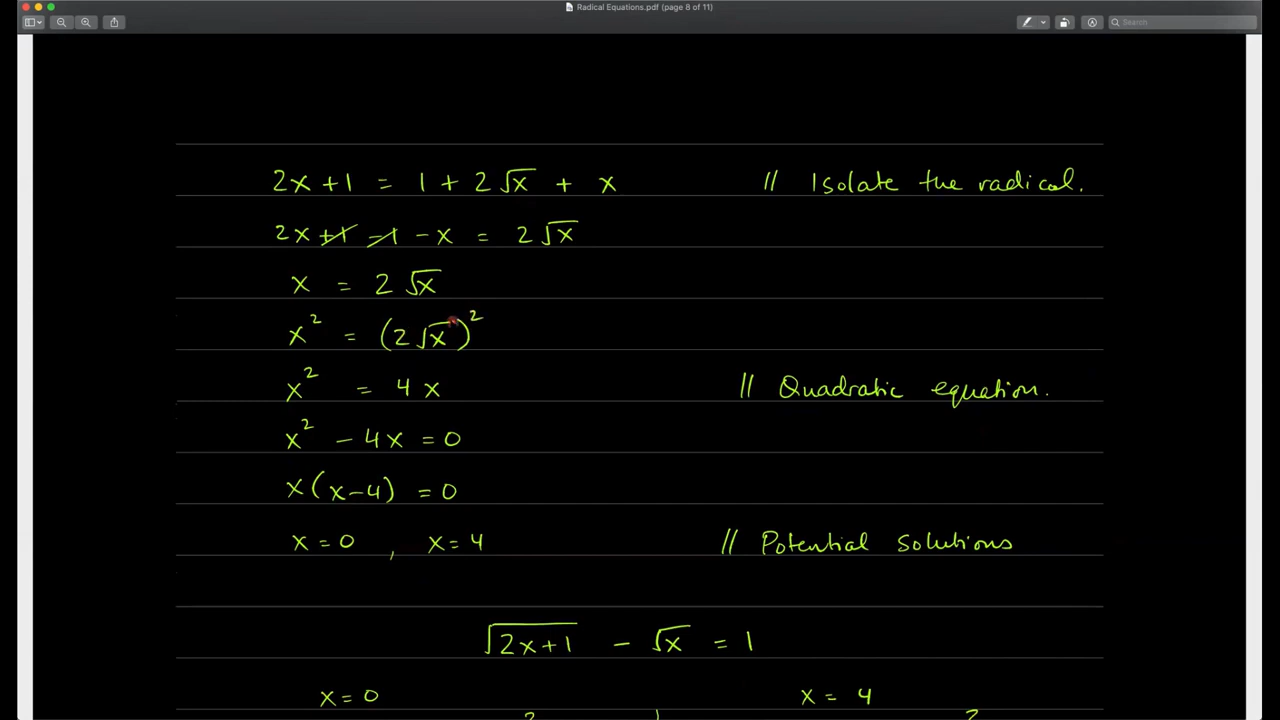 Radical Equations.pdf (page 8 of 11)
Search
2x + 1 = 1 + 2√x + x // Isolate the radical.
2x + 1 - 1 - x = 2√x
x = 2√x
x² = (2√x)²
x² = 4x // Quadratic equation.
x² - 4x = 0
x(x-4) = 0
x = 0 , x = 4 // Potential solutions
√(2x+1) - √x = 1
x = 0 x = 4